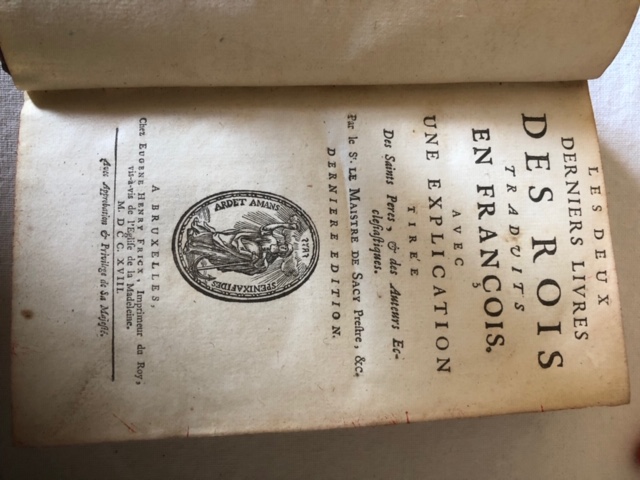 LES DEUX
DERNIERS LIVRES
DES ROIS
TRADUITS
EN FRANÇOIS.
AVEC
UNE EXPLICATION
TIRÉE
Des Saints Peres, & des Auteurs Ec-
clesiastiques.
Par le Sʳ. LE MAISTRE DE SACY Prestre, &c.
DERNIERE EDITION.
ARDET AMANS
SPE NIXA FIDES
A BRUXELLES,
Chez EUGENE HENRY FRICX, Imprimeur du Roy,
vis-à-vis de l'Eglise de la Madeleine.
M. DCC. XVIII.
Avec Approbation & Privilege de Sa Majesté.